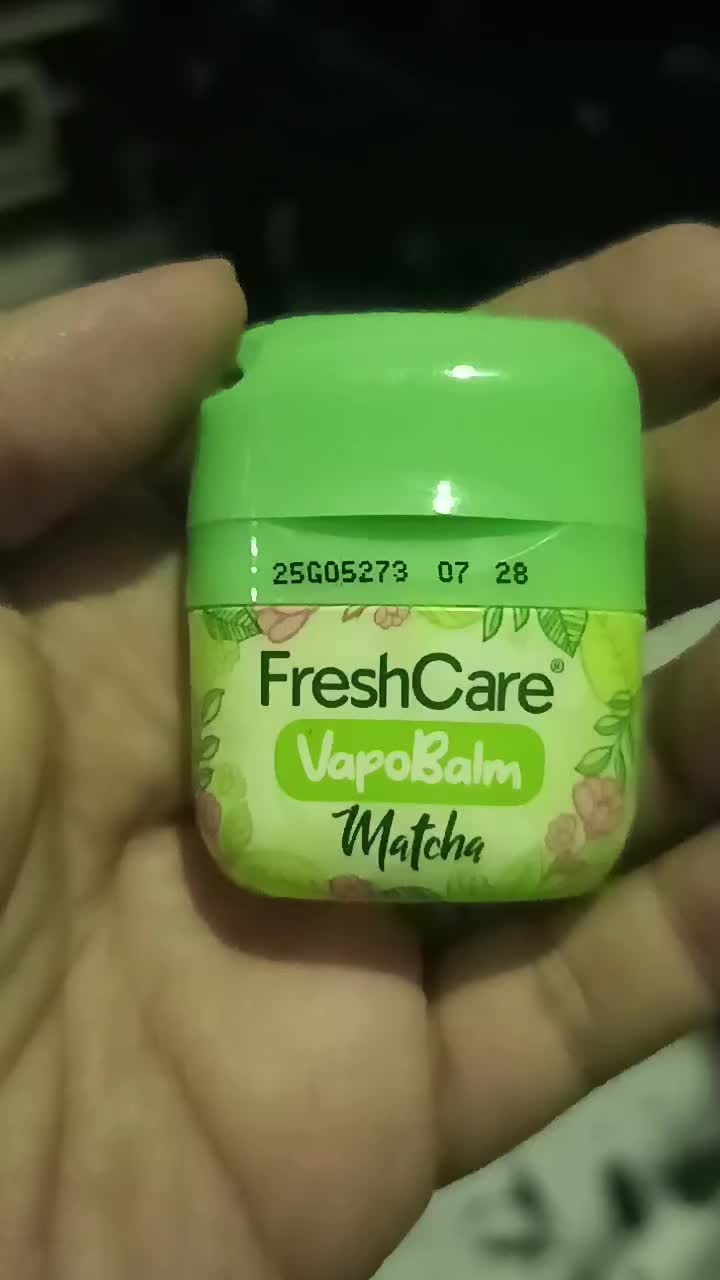 25G05273 07 28
FreshCare®
VapoBalm
Matcha